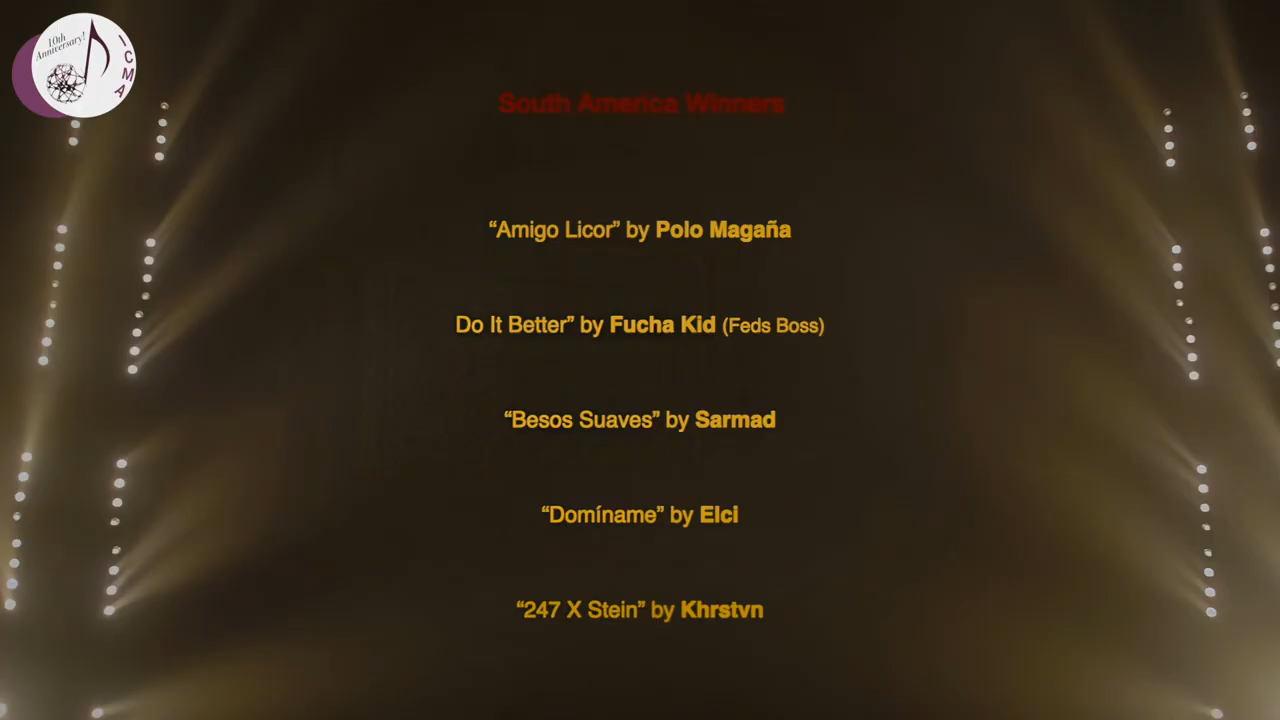 10th
Anniversary!
ICMA
South America Winners
“Amigo Licor” by Polo Magaña
Do It Better” by Fucha Kid (Feds Boss)
“Besos Suaves” by Sarmad
“Domíname” by Elci
“247 X Stein” by Khrstvn